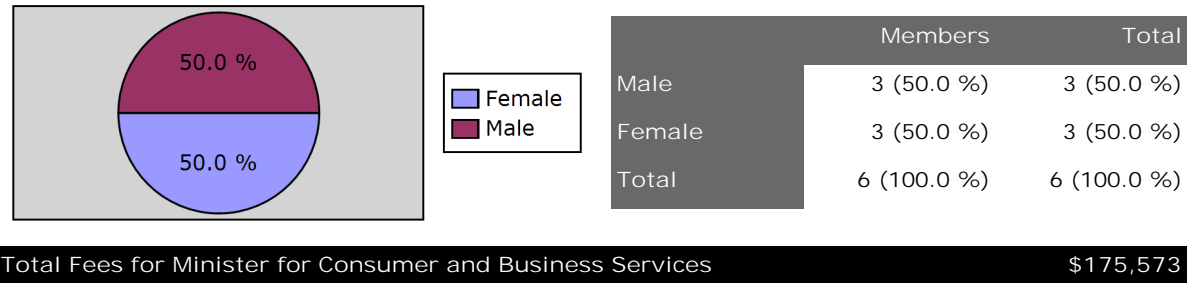 50.0 %
50.0 %
Female
Male
Members Total
Male 3 (50.0 %) 3 (50.0 %)
Female 3 (50.0 %) 3 (50.0 %)
Total 6 (100.0 %) 6 (100.0 %)
Total Fees for Minister for Consumer and Business Services $175,573